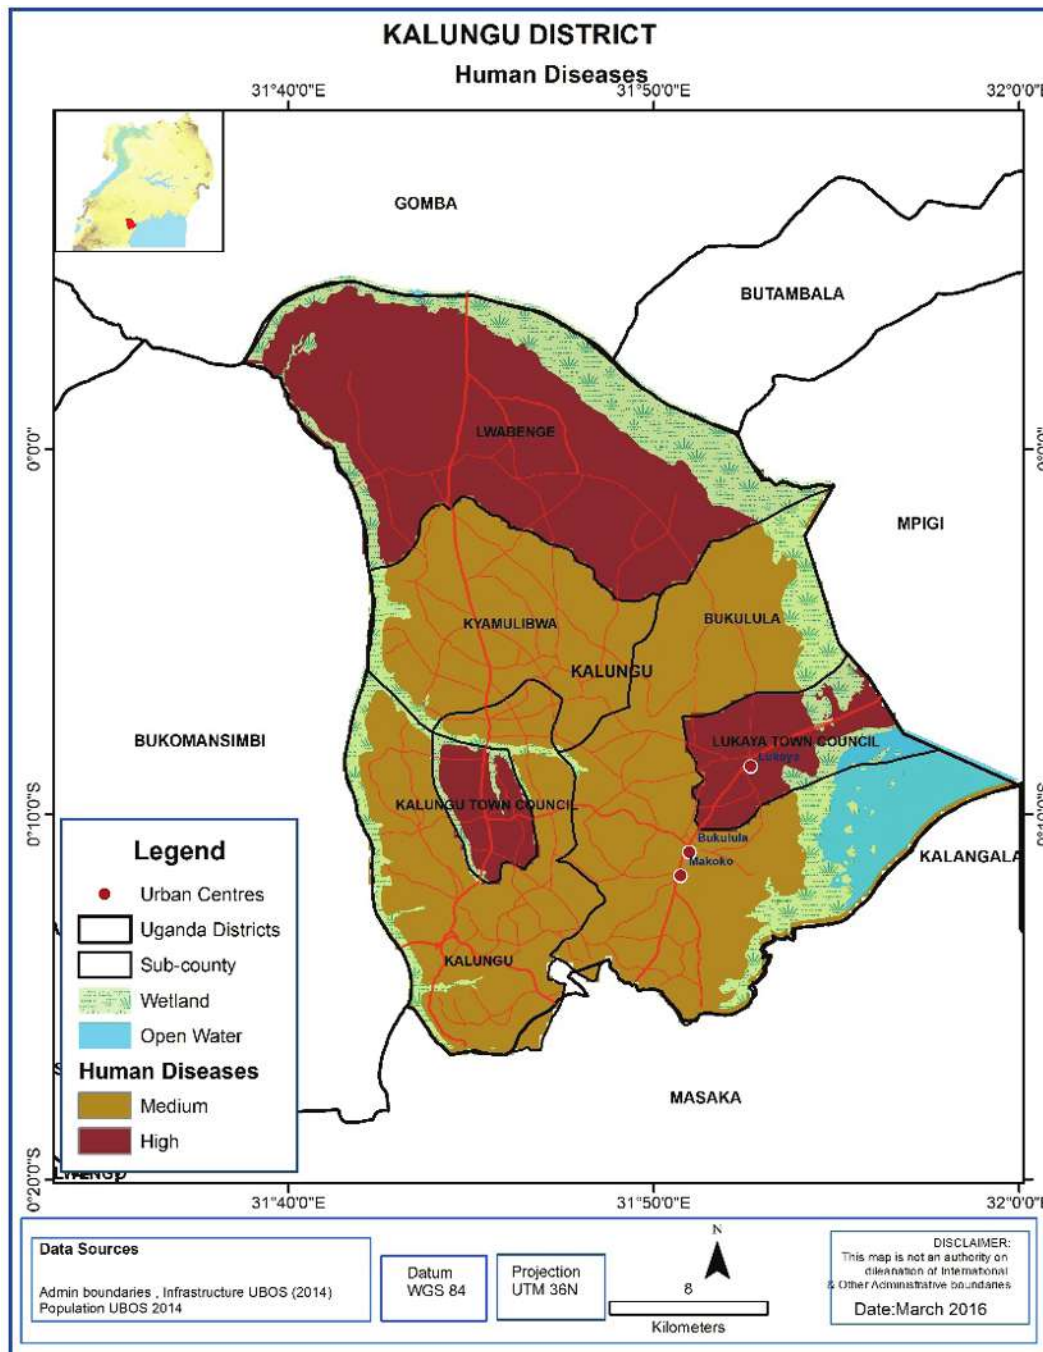 KALUNGU DISTRICT
Human Diseases
31°40'0"E
31°50'0"E
32°0'0"E
GOMBA
BUTAMBALA
0°0'0"
LWABENGE
0°0'0"
MPIGI
KYAMULIBWA
BUKULULA
KALUNGU
BUKOMANSIMBI
LUKAYA TOWN COUNCIL
Lukaya
KALUNGU TOWN COUNCIL
0°10'0"S
Bukulula
Makoko
KALANGALA
KALUNGU
MASAKA
Legend
Urban Centres
Uganda Districts
Sub-county
Wetland
Open Water
Human Diseases
Medium
High
0°20'0"S
31°40'0"E
31°50'0"E
32°0'0"E
Data Sources
Admin boundaries , Infrastructure UBOS (2014)
Population UBOS 2014
Datum
WGS 84
Projection
UTM 36N
N
8
Kilometers
DISCLAIMER:
This map is not an authority on
dileanation of International
& Other Administrative boundaries
Date:March 2016